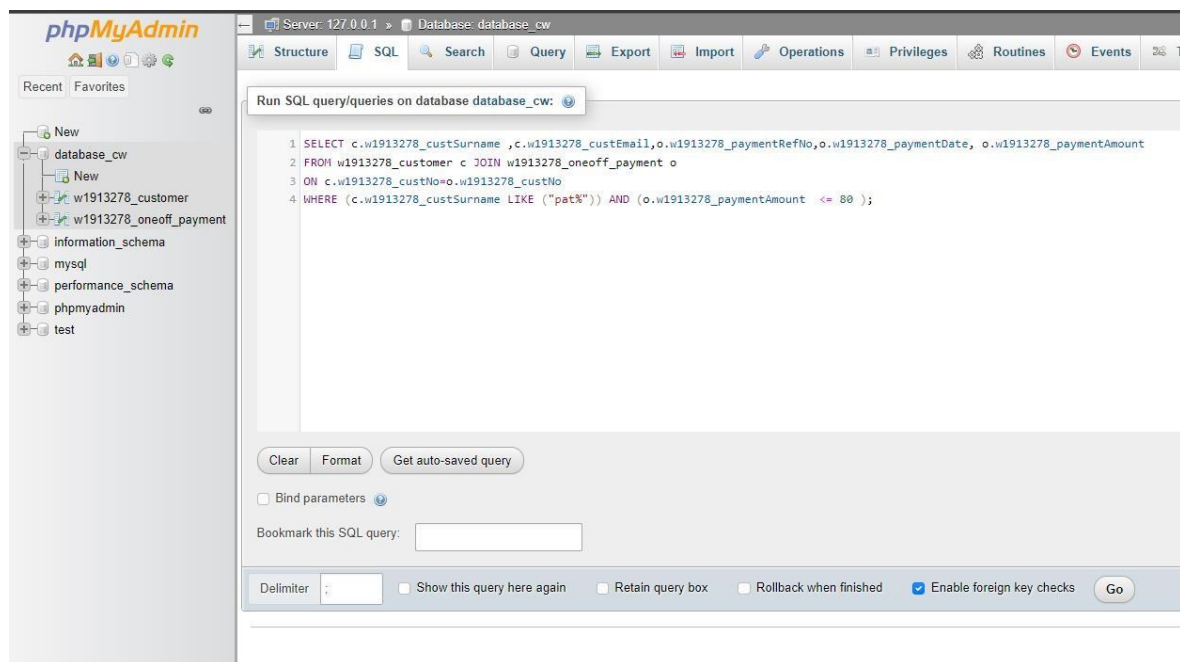 phpMyAdmin
Recent Favorites
New
database_cw
New
w1913278_customer
w1913278_oneoff_payment
information_schema
mysql
performance_schema
phpmyadmin
test
Server: 127.0.0.1 » Database: database_cw
Structure SQL Search Query Export Import Operations Privileges Routines Events T
Run SQL query/queries on database database_cw:
1 SELECT c.w1913278_custSurname ,c.w1913278_custEmail,o.w1913278_paymentRefNo,o.w1913278_paymentDate, o.w1913278_paymentAmount
2 FROM w1913278_customer c JOIN w1913278_oneoff_payment o
3 ON c.w1913278_custNo=o.w1913278_custNo
4 WHERE (c.w1913278_custSurname LIKE ("pat%")) AND (o.w1913278_paymentAmount <= 80 );
Clear Format Get auto-saved query
Bind parameters
Bookmark this SQL query:
Delimiter ; Show this query here again Retain query box Rollback when finished Enable foreign key checks Go